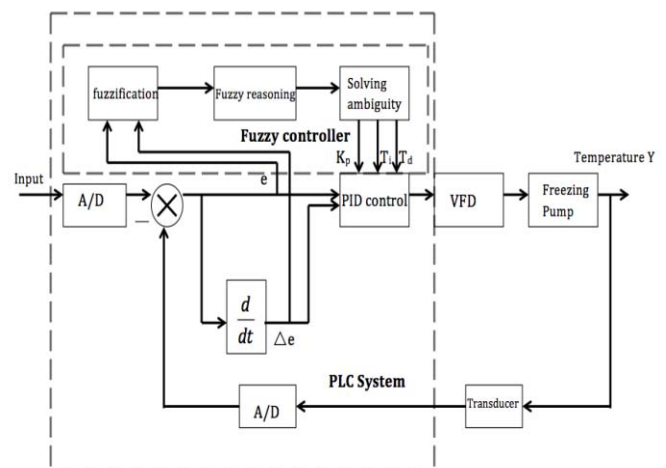 fuzzification
Fuzzy reasoning
Solving
ambiguity
Fuzzy controller
Kp
Ti
Td
Temperature Y
Input
A/D
e
PID control
VFD
Freezing
Pump
−
d
dt
△e
PLC System
A/D
Transducer